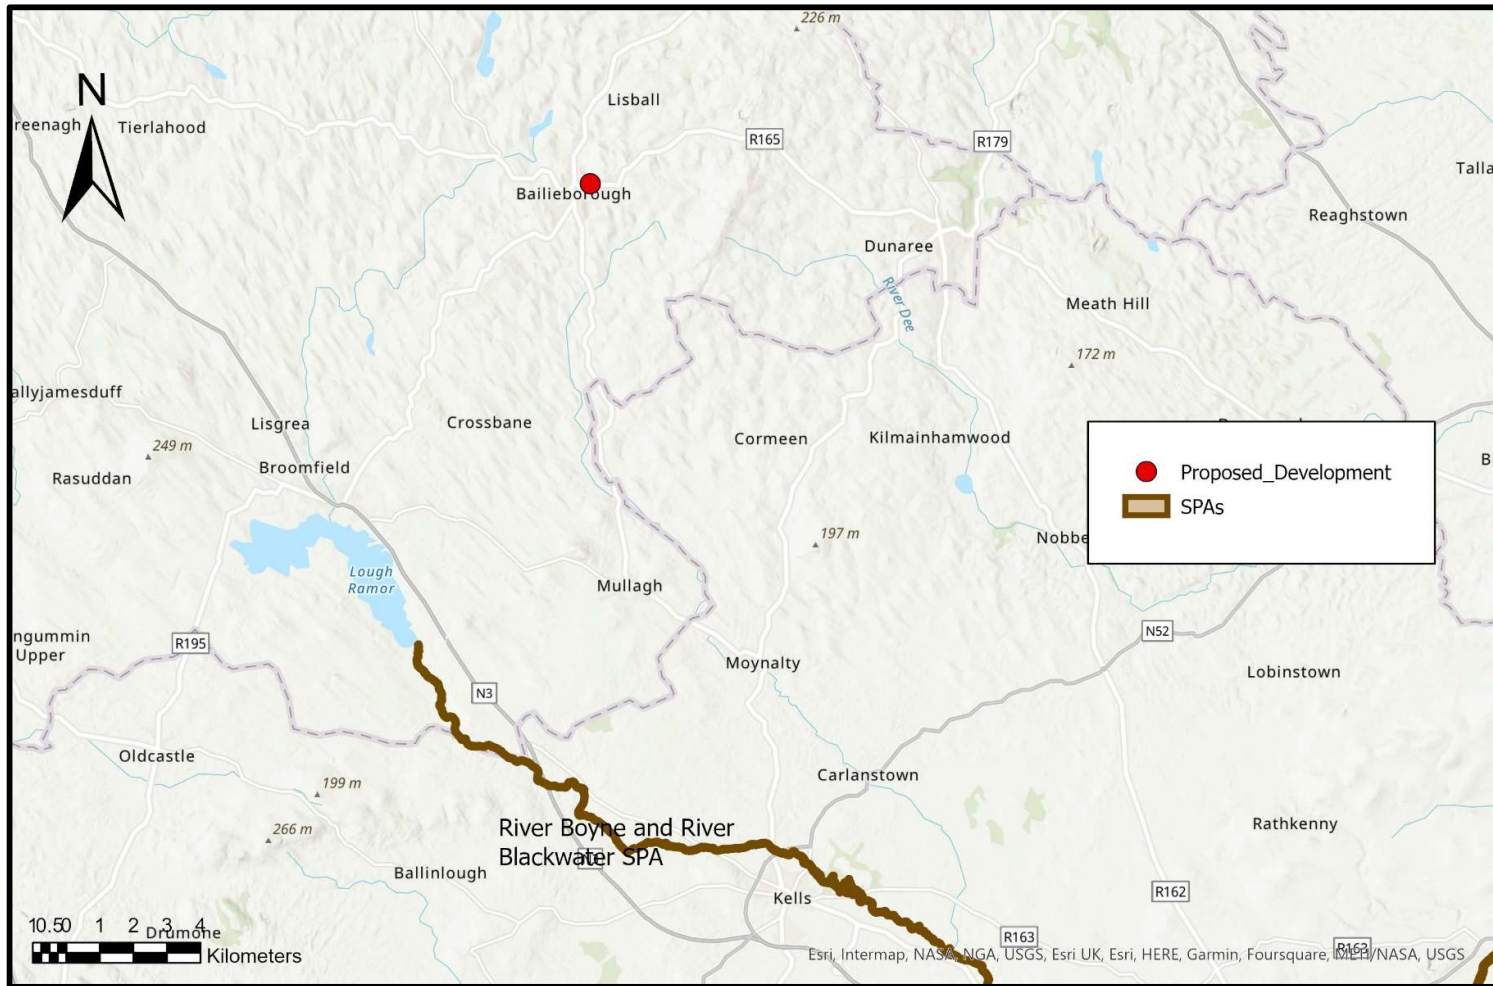 226 m
N
Lisball
reenagh
Tierlahood
R165
R179
Talla
Bailieborough
Reaghstown
Dunaree
River Dee
Meath Hill
172 m
allyjamesduff
Lisgrea
Crossbane
Cormeen
Kilmainhamwood
249 m
Broomfield
Rasuddan
B
Proposed_Development
SPAs
197 m
Nobbe
Lough
Ramor
Mullagh
ngummin
Upper
R195
N52
Moynalty
Lobinstown
N3
Oldcastle
Carlanstown
199 m
266 m
River Boyne and River
Blackwater SPA
Rathkenny
Ballinlough
R162
Kells
10.50 1 2 3 4
Kilometers
Drumone
R163
R163
Esri, Intermap, NASA, NGA, USGS, Esri UK, Esri, HERE, Garmin, Foursquare, METI/NASA, USGS